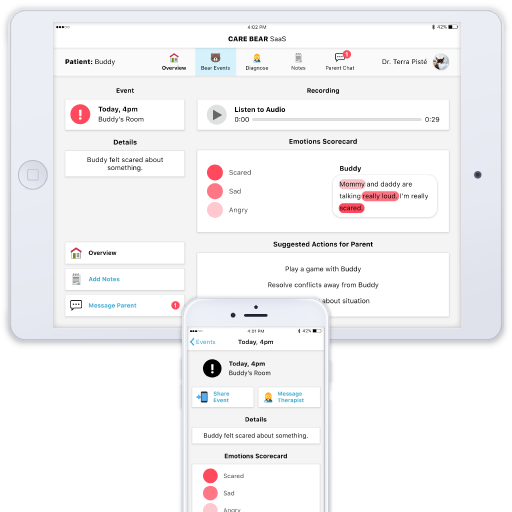 4:02 PM
42%
CARE BEAR SaaS
Patient: Buddy
Overview
Bear Events
Diagnose
Notes
1
Parent Chat
Dr. Terra Pisté
Event
Today, 4pm
Buddy's Room
Details
Buddy felt scared about
something.
Recording
Listen to Audio
0:00
0:29
Emotions Scorecard
Scared
Sad
Angry
Buddy
Mommy and daddy are
talking really loud. I'm really
scared.
Suggested Actions for Parent
Play a game with Buddy
Resolve conflicts away from Buddy
about situation
Overview
Add Notes
Message Parent
1
4:01 PM
42%
Events
Today, 4pm
Today, 4pm
Buddy's Room
Share
Event
Message
Therapist
Details
Buddy felt scared about something.
Emotions Scorecard
Scared
Sad
Angry